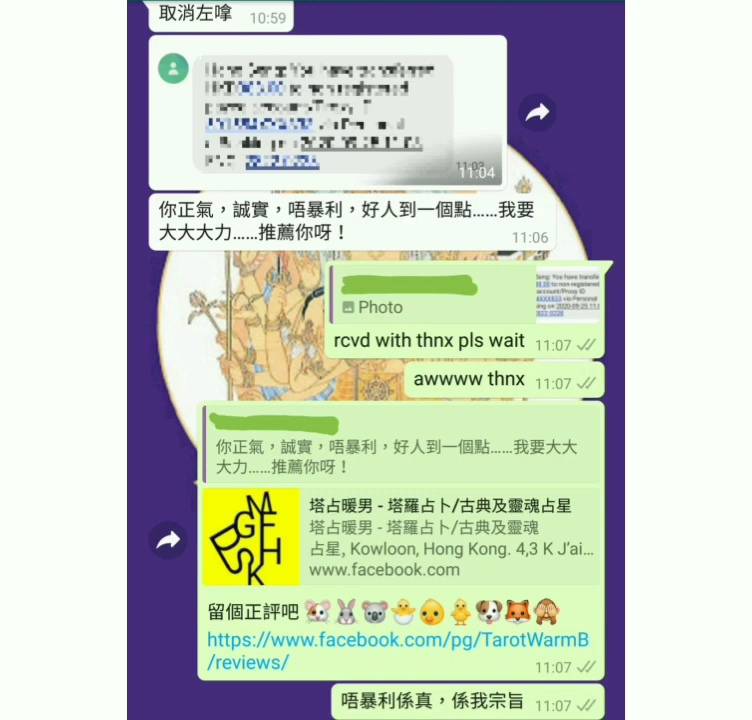 取消左嗱 10:59
11:03
11:04
你正氣，誠實，唔暴利，好人到一個點……我要
大大大力……推薦你呀！
11:06
Photo
rcvd with thnx pls wait 11:07
awwww thnx 11:07
你正氣，誠實，唔暴利，好人到一個點……我要大大
大力……推薦你呀！
塔占暖男 - 塔羅占卜/古典及靈魂占星
塔占暖男 - 塔羅占卜/古典及靈魂
占星, Kowloon, Hong Kong. 4,3 K J’ai...
www.facebook.com
留個正評吧 🐹🐰🐨🐣🐥🐤🐶🦊🙈
https://www.facebook.com/pg/TarotWarmB
/reviews/
11:07
唔暴利係真，係我宗旨 11:07